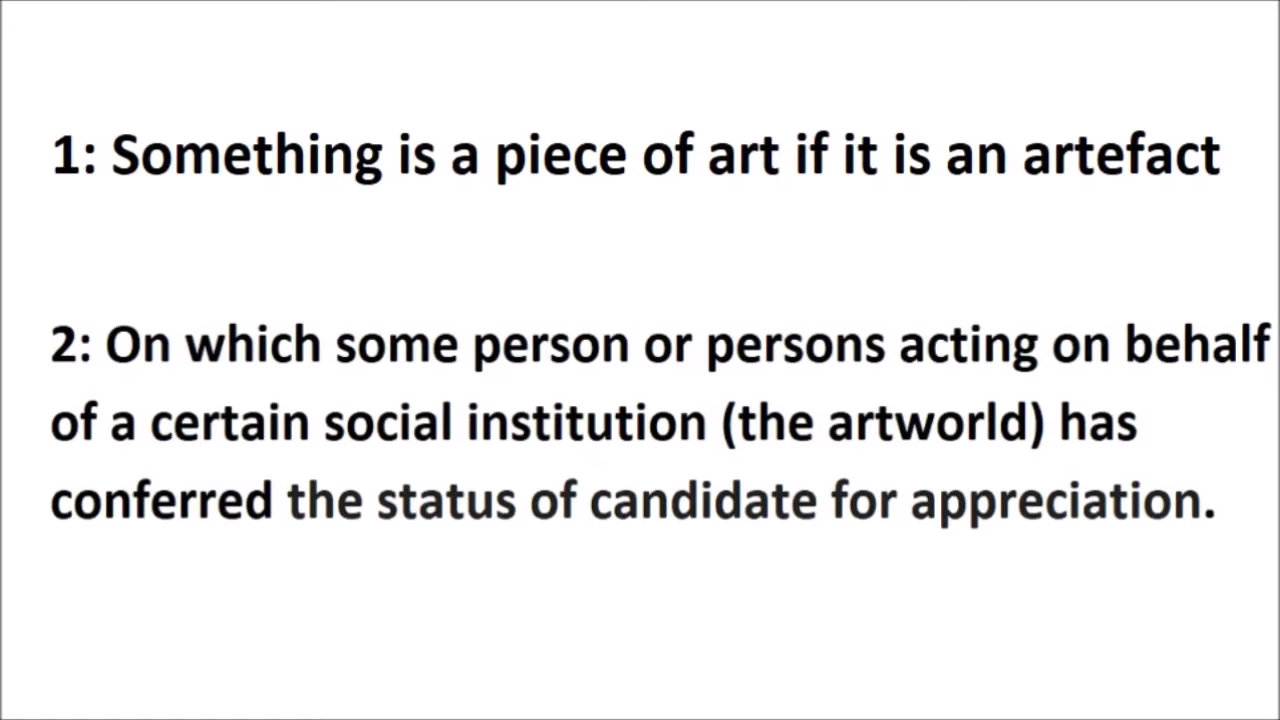 1: Something is a piece of art if it is an artefact
2: On which some person or persons acting on behalf
of a certain social institution (the artworld) has
conferred the status of candidate for appreciation.